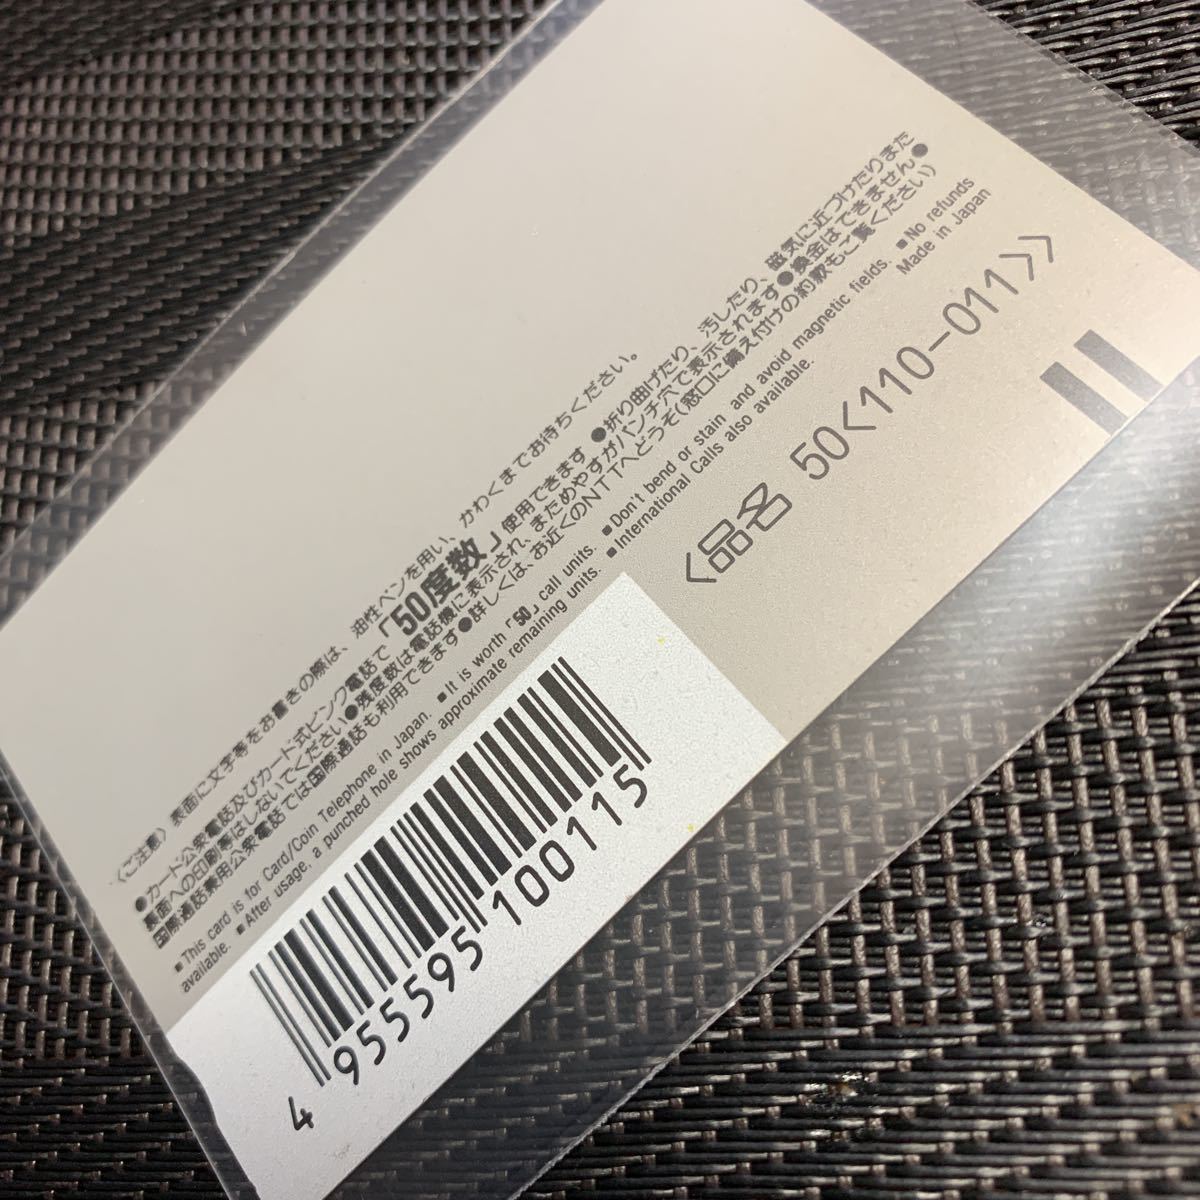 〈ご注意〉表面に文字等をお書きの際は、油性ペンを用い、かわくまでお待ちください。
●カード公衆電話及びカード式ピンク電話で「50度数」使用できます ●折り曲げたり、汚したり、磁気に近づけたりまた
裏面への印刷等はしないでください●残度数は電話機に表示され、まためやすがパンチ穴で表示されます●換金はできません●
国際通話兼用公衆電話では国際通話も利用できます●詳しくは、お近くのNTTへどうぞ(窓口に備え付けの約款もご覧ください)
■This card is for Card/Coin Telephone in Japan. ■It is worth「50」call units. ■Don't bend or stain and avoid magnetic fields. ■No refunds
available. ■After usage, a punched hole shows approximate remaining units. ■International Calls also available. Made in Japan
〈品名 50〈110-011〉〉
4 955595 100115